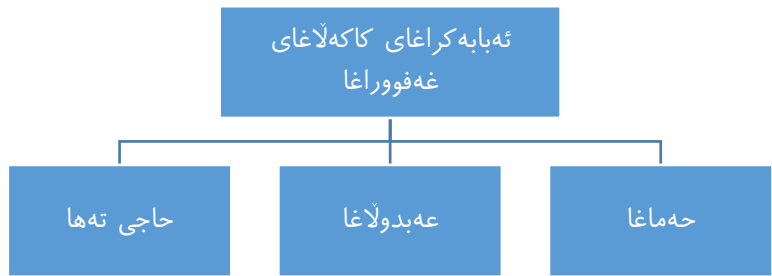 ئەبابەکراغای کاکەڵاغای
غەفووراغا
حەماغا
عەبدوڵاغا
حاجی تەها